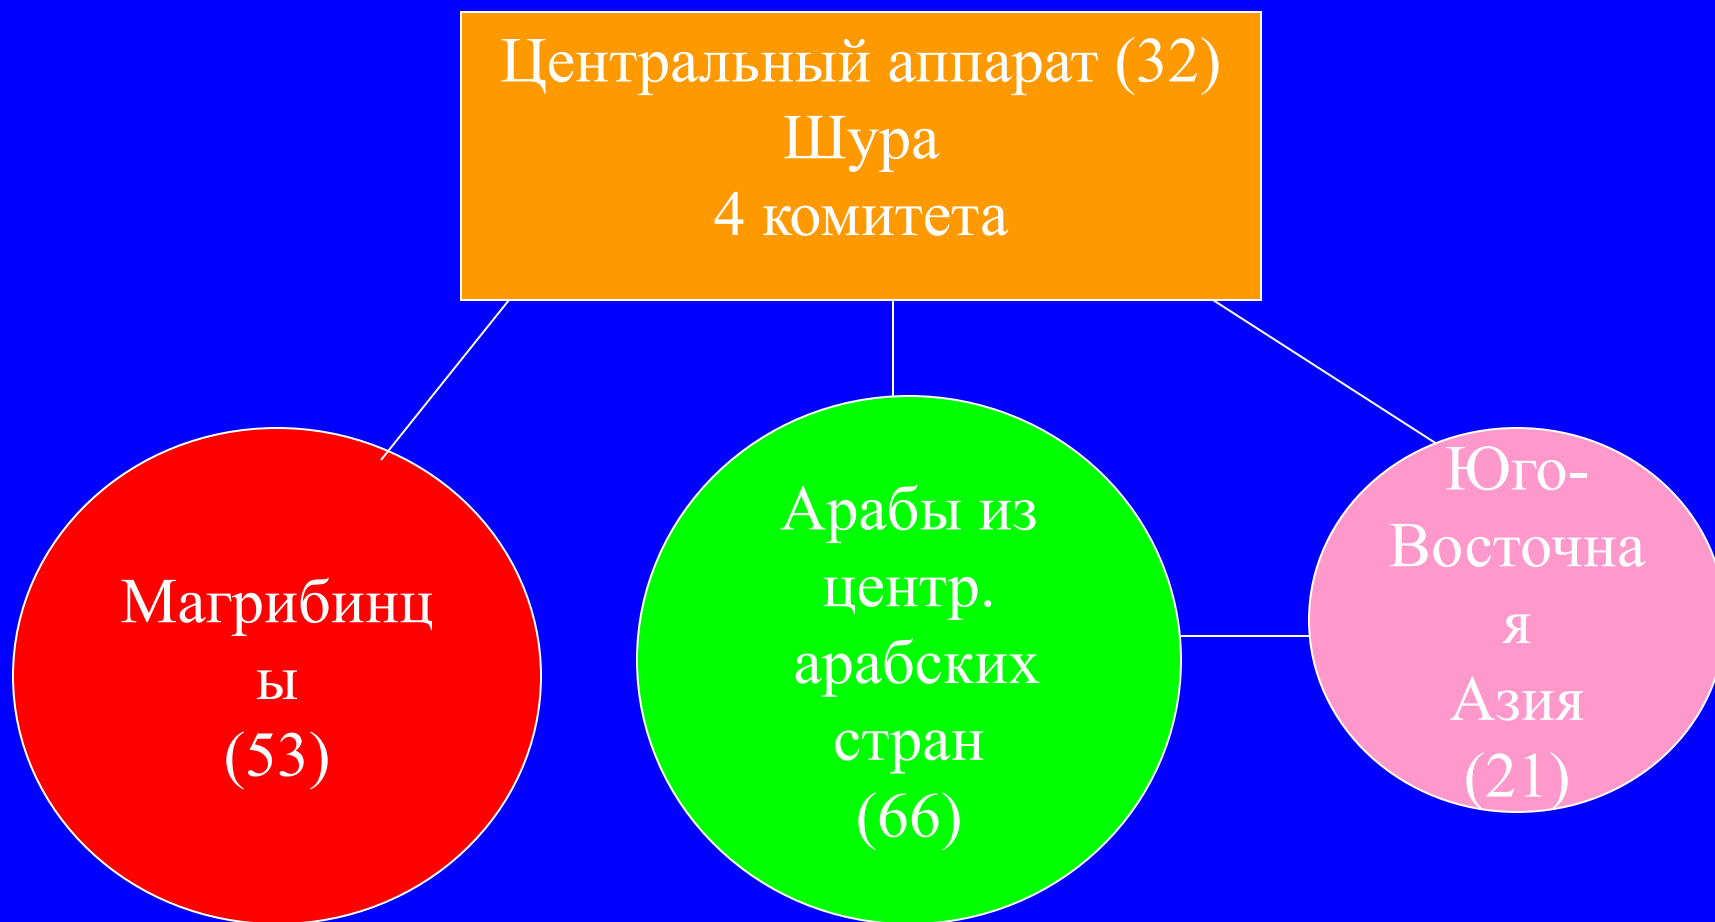 Центральный аппарат (32)
Шура
4 комитета
Магрибинц
ы
(53)
Арабы из
центр.
арабских
стран
(66)
Юго-
Восточна
я
Азия
(21)